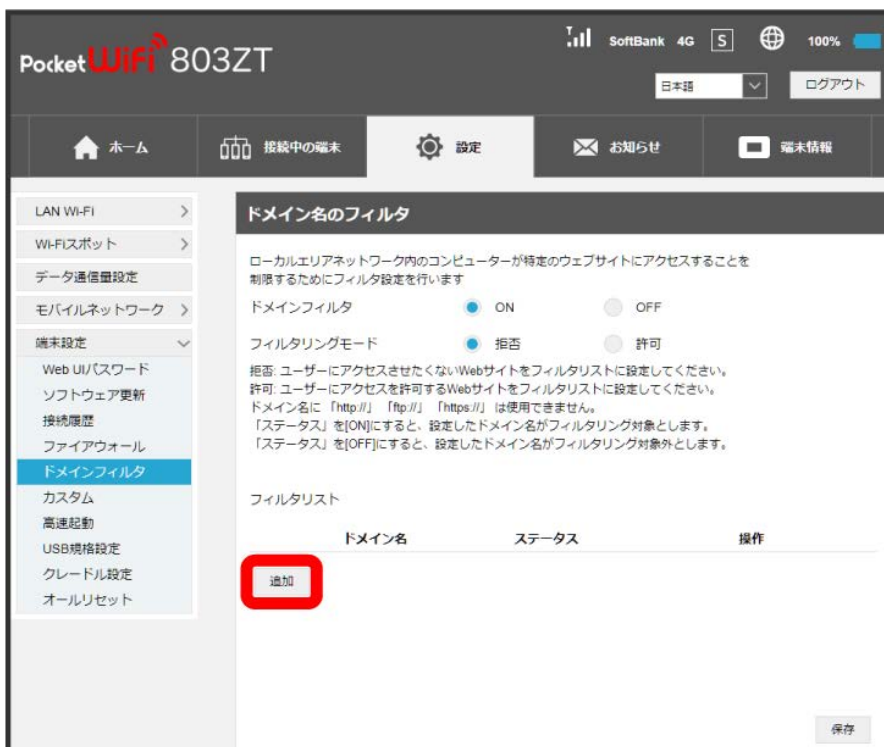 Pocket WiFi 803ZT
SoftBank 4G S 100%
日本語
ログアウト
ホーム
接続中の端末
設定
お知らせ
端末情報
LAN Wi-Fi
Wi-Fiスポット
データ通信量設定
モバイルネットワーク
端末設定
Web UIパスワード
ソフトウェア更新
接続履歴
ファイアウォール
ドメインフィルタ
カスタム
高速起動
USB規格設定
クレードル設定
オールリセット
ドメイン名のフィルタ
ローカルエリアネットワーク内のコンピューターが特定のウェブサイトにアクセスすることを
制限するためにフィルタ設定を行います
ドメインフィルタ ON OFF
フィルタリングモード 拒否 許可
拒否: ユーザーにアクセスさせたくないWebサイトをフィルタリストに設定してください。
許可: ユーザーにアクセスを許可するWebサイトをフィルタリストに設定してください。
ドメイン名に 「http://」 「ftp://」 「https://」 は使用できません。
「ステータス」を[ON]にすると、設定したドメイン名がフィルタリング対象とします。
「ステータス」を[OFF]にすると、設定したドメイン名がフィルタリング対象外とします。
フィルタリスト
ドメイン名 ステータス 操作
追加
保存